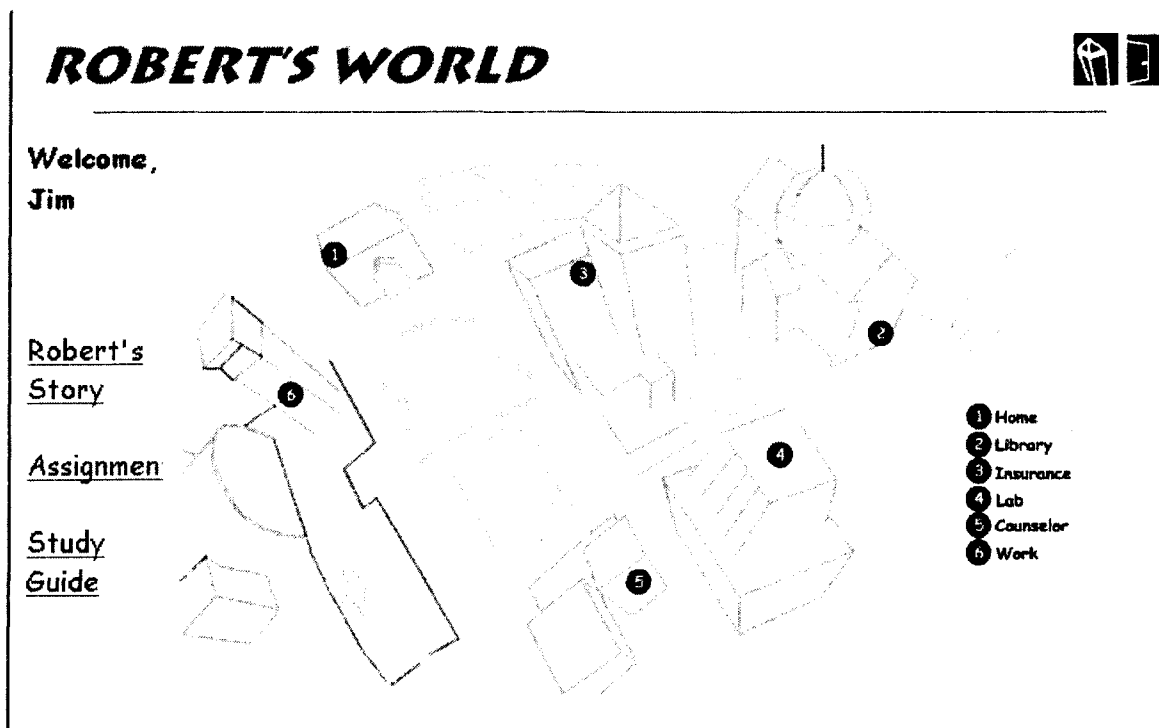 ROBERT'S WORLD
Welcome,
Jim
Robert's
Story
Assignmen
Study
Guide
1
3
2
6
4
5
1 Home
2 Library
3 Insurance
4 Lab
5 Counselor
6 Work